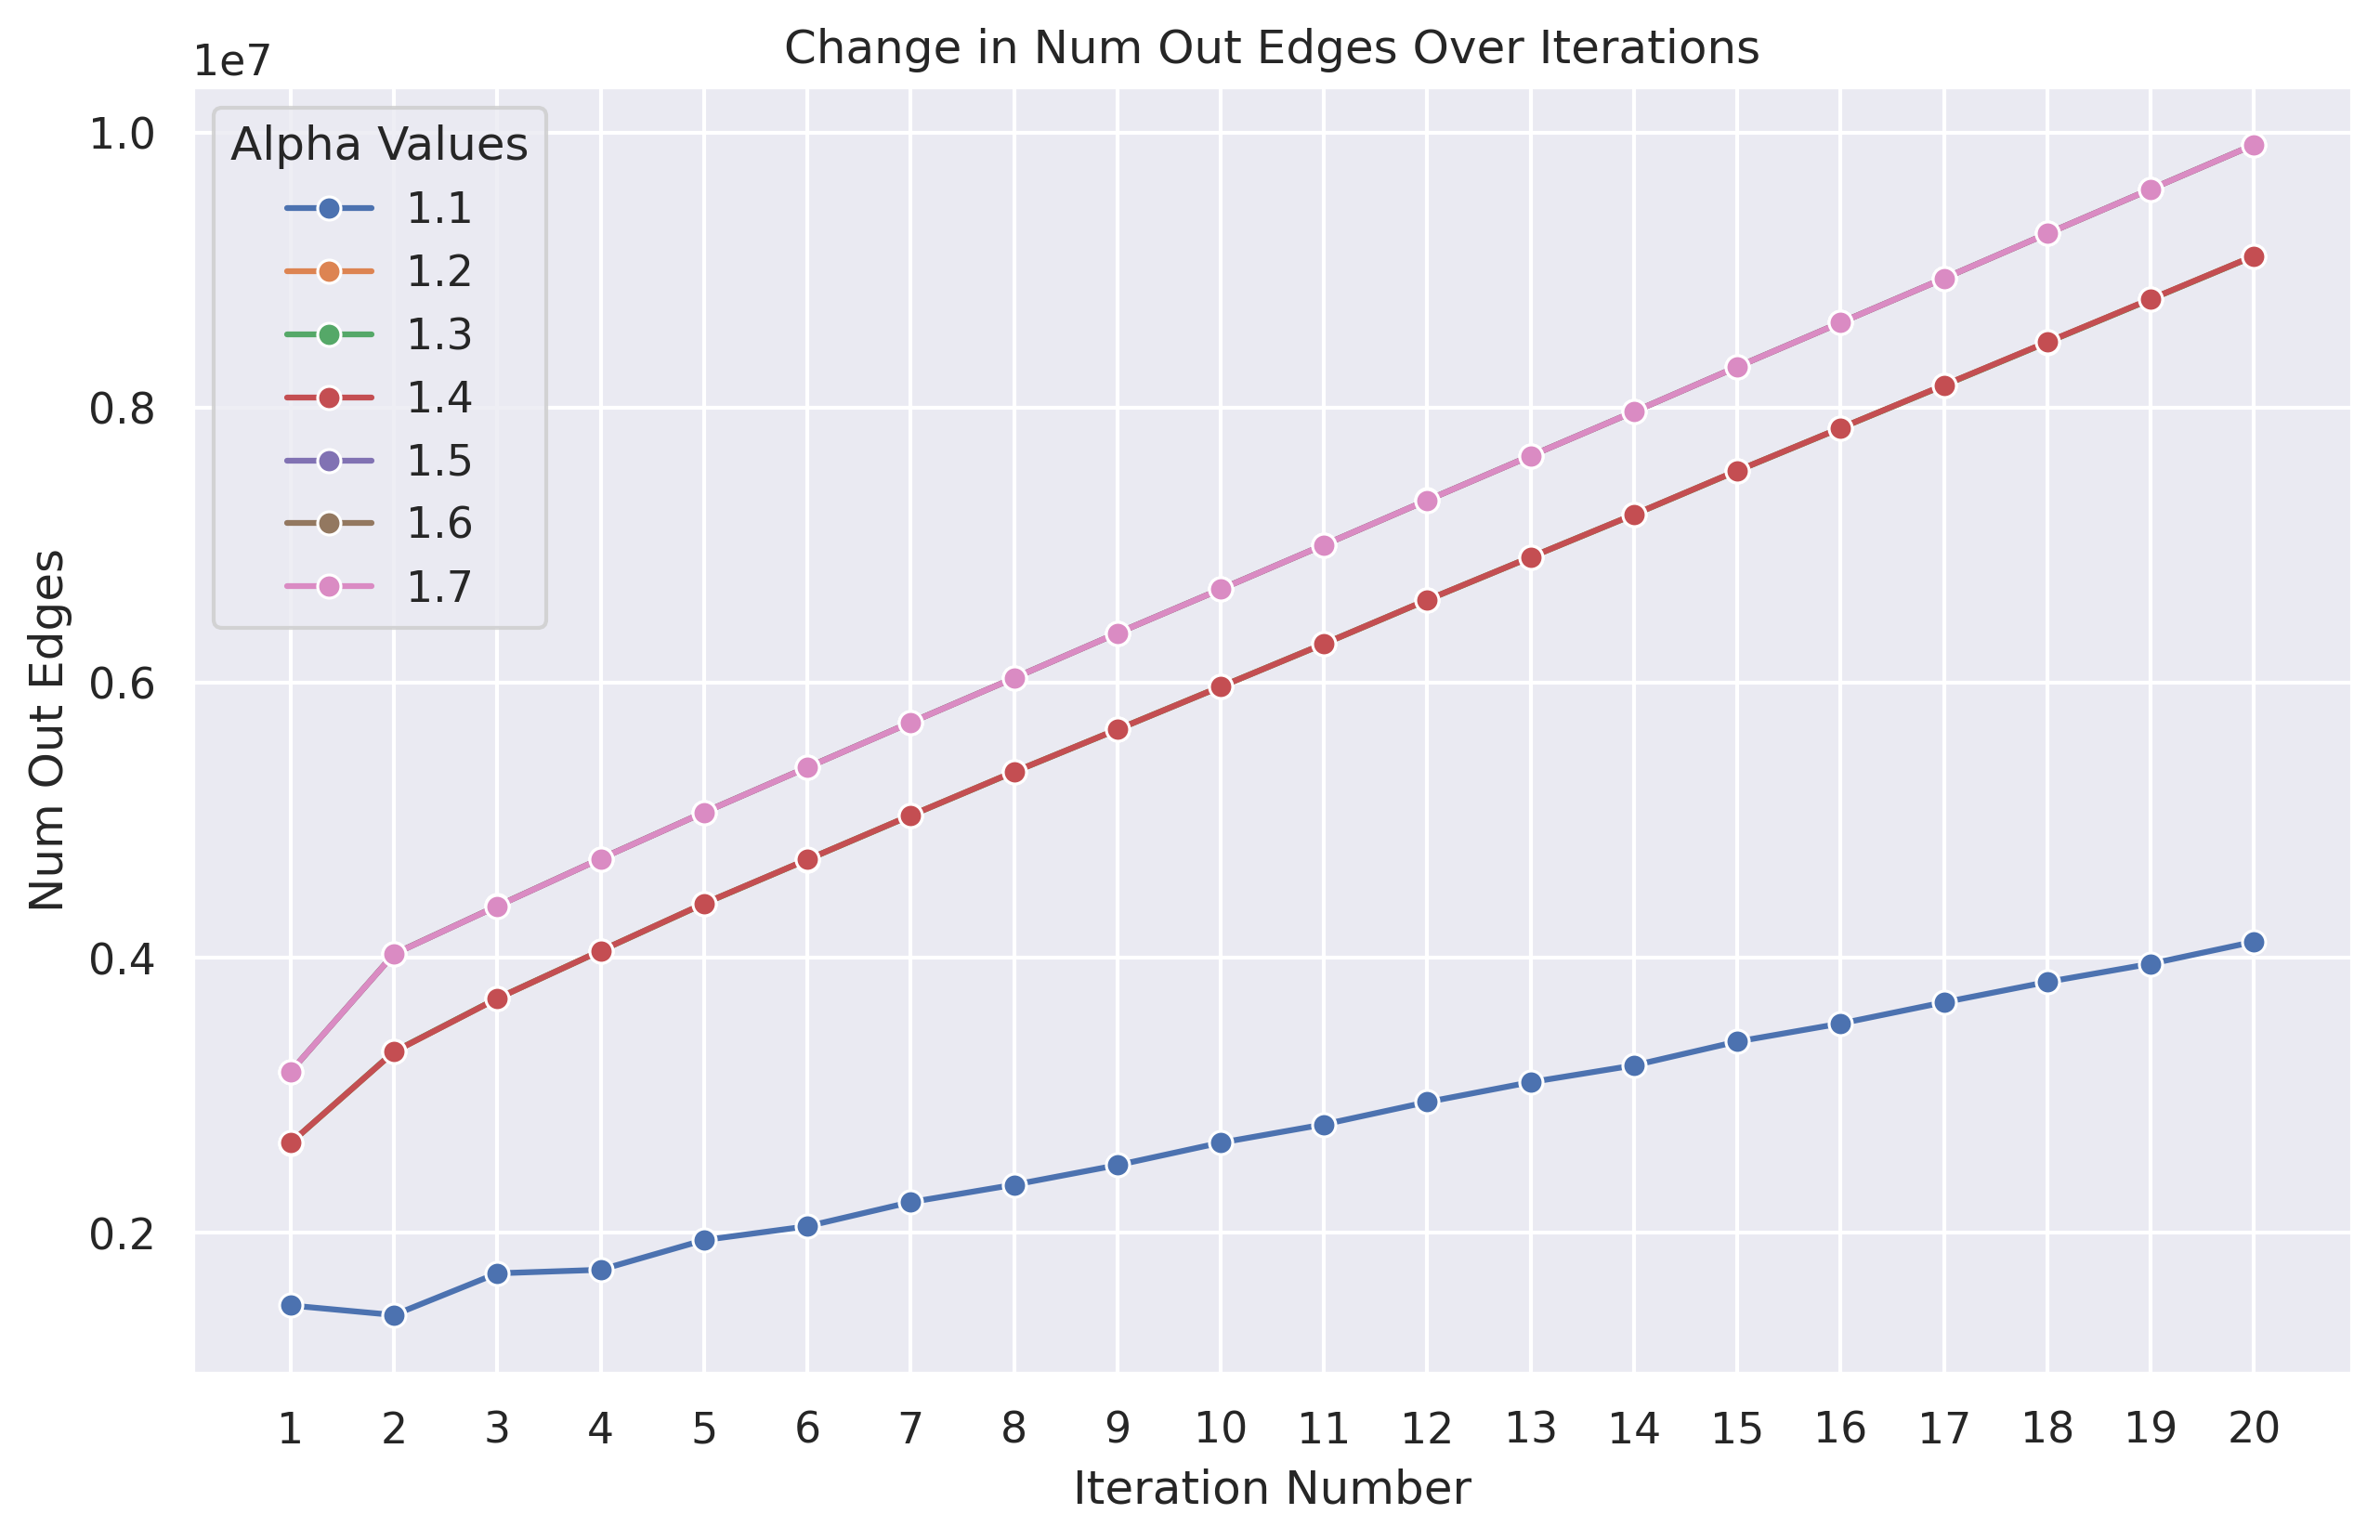 Change in Num Out Edges Over Iterations
1e7
1.0
0.8
0.6
0.4
0.2
Num Out Edges
Alpha Values
1.1
1.2
1.3
1.4
1.5
1.6
1.7
1 2 3 4 5 6 7 8 9 10 11 12 13 14 15 16 17 18 19 20
Iteration Number